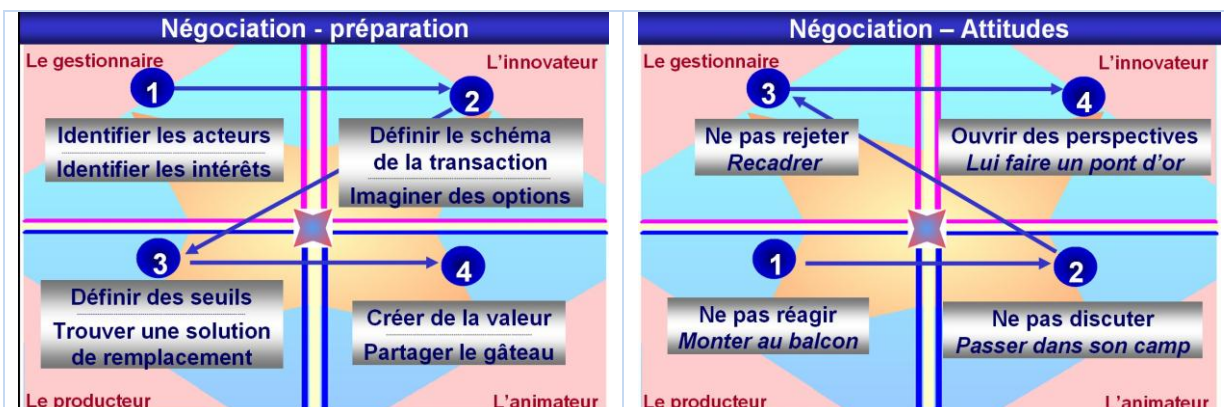 Négociation - préparation
Le gestionnaire
L'innovateur
1
2
Identifier les acteurs
Identifier les intérêts
Définir le schéma
de la transaction
Imaginer des options
3
4
Définir des seuils
Trouver une solution
de remplacement
Créer de la valeur
Partager le gâteau
Le producteur
L'animateur
Négociation – Attitudes
Le gestionnaire
L'innovateur
3
4
Ne pas rejeter
Recadrer
Ouvrir des perspectives
Lui faire un pont d'or
1
2
Ne pas réagir
Monter au balcon
Ne pas discuter
Passer dans son camp
Le producteur
L'animateur